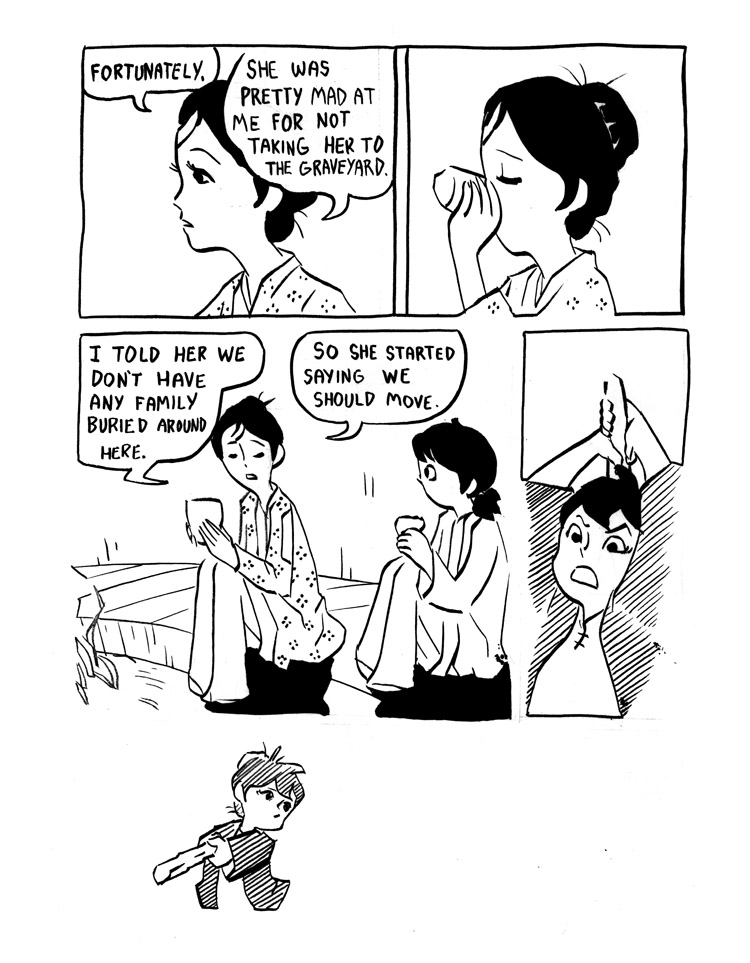 FORTUNATELY,
SHE WAS
PRETTY MAD AT
ME FOR NOT
TAKING HER TO
THE GRAVEYARD.
I TOLD HER WE
DON'T HAVE
ANY FAMILY
BURIED AROUND
HERE.
SO SHE STARTED
SAYING WE
SHOULD MOVE.